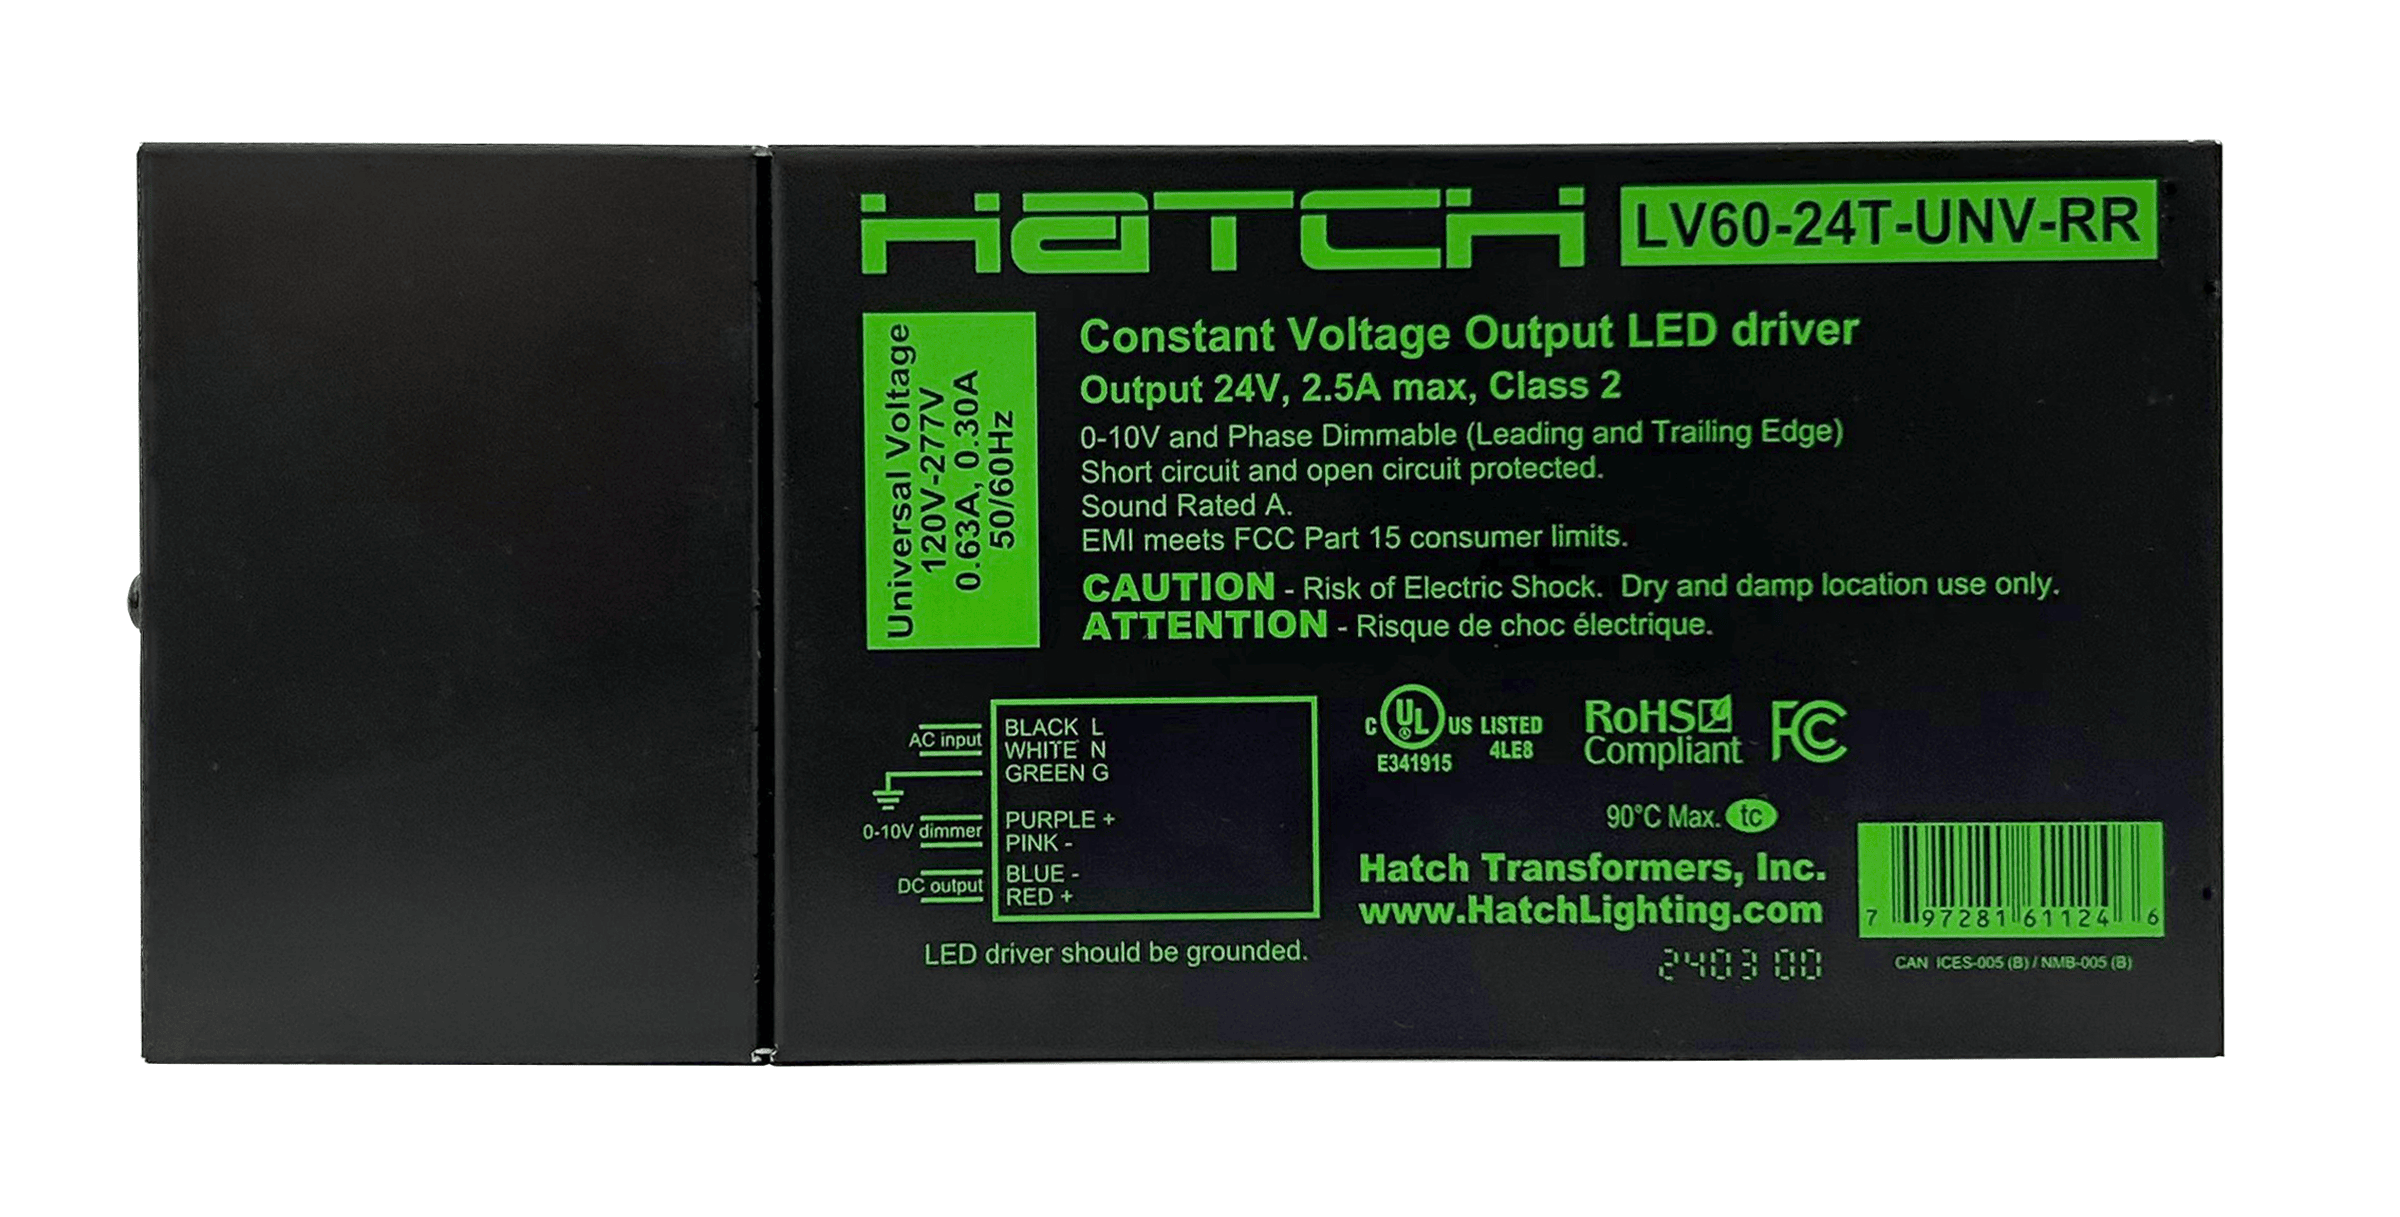 HATCH LV60-24T-UNV-RR
Universal Voltage
120V-277V
0.63A, 0.30A
50/60Hz
Constant Voltage Output LED driver
Output 24V, 2.5A max, Class 2
0-10V and Phase Dimmable (Leading and Trailing Edge)
Short circuit and open circuit protected.
Sound Rated A.
EMI meets FCC Part 15 consumer limits.
CAUTION - Risk of Electric Shock. Dry and damp location use only.
ATTENTION - Risque de choc électrique.
AC input
BLACK L
WHITE N
GREEN G
0-10V dimmer
PURPLE +
PINK -
DC output
BLUE -
RED +
LED driver should be grounded.
C UL US LISTED
E341915 4LE8
RoHS
Compliant
FC
90°C Max. tc
Hatch Transformers, Inc.
www.HatchLighting.com
2403 00
7 97281 61124 6
CAN ICES-005 (B) / NMB-005 (B)